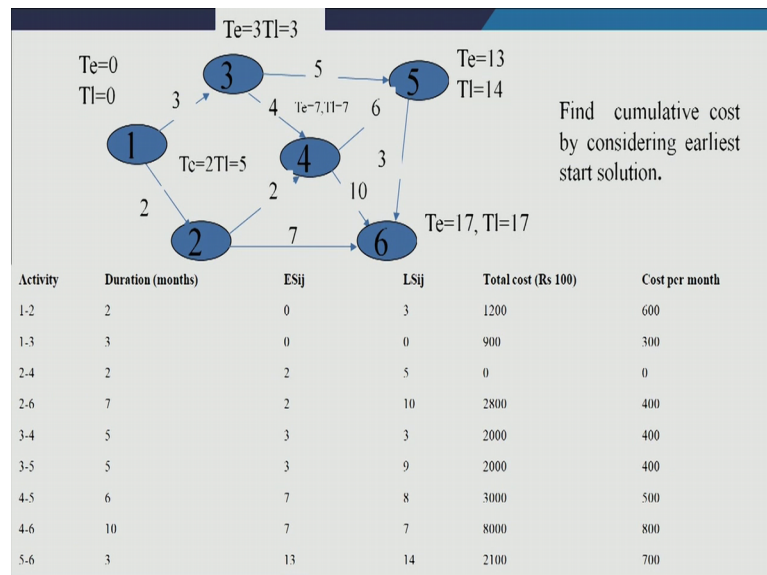 Te=3Tl=3
Te=0
Tl=0
3
3
5
5
Te=13
Tl=14
4
Te=7,Tl=7
6
1
Tc=2Tl=5
4
3
2
2
10
2
7
6
Te=17, Tl=17
Find cumulative cost
by considering earliest
start solution.
Activity Duration (months) ESij LSij Total cost (Rs 100) Cost per month
1-2 2 0 3 1200 600
1-3 3 0 0 900 300
2-4 2 2 5 0 0
2-6 7 2 10 2800 400
3-4 5 3 3 2000 400
3-5 5 3 9 2000 400
4-5 6 7 8 3000 500
4-6 10 7 7 8000 800
5-6 3 13 14 2100 700